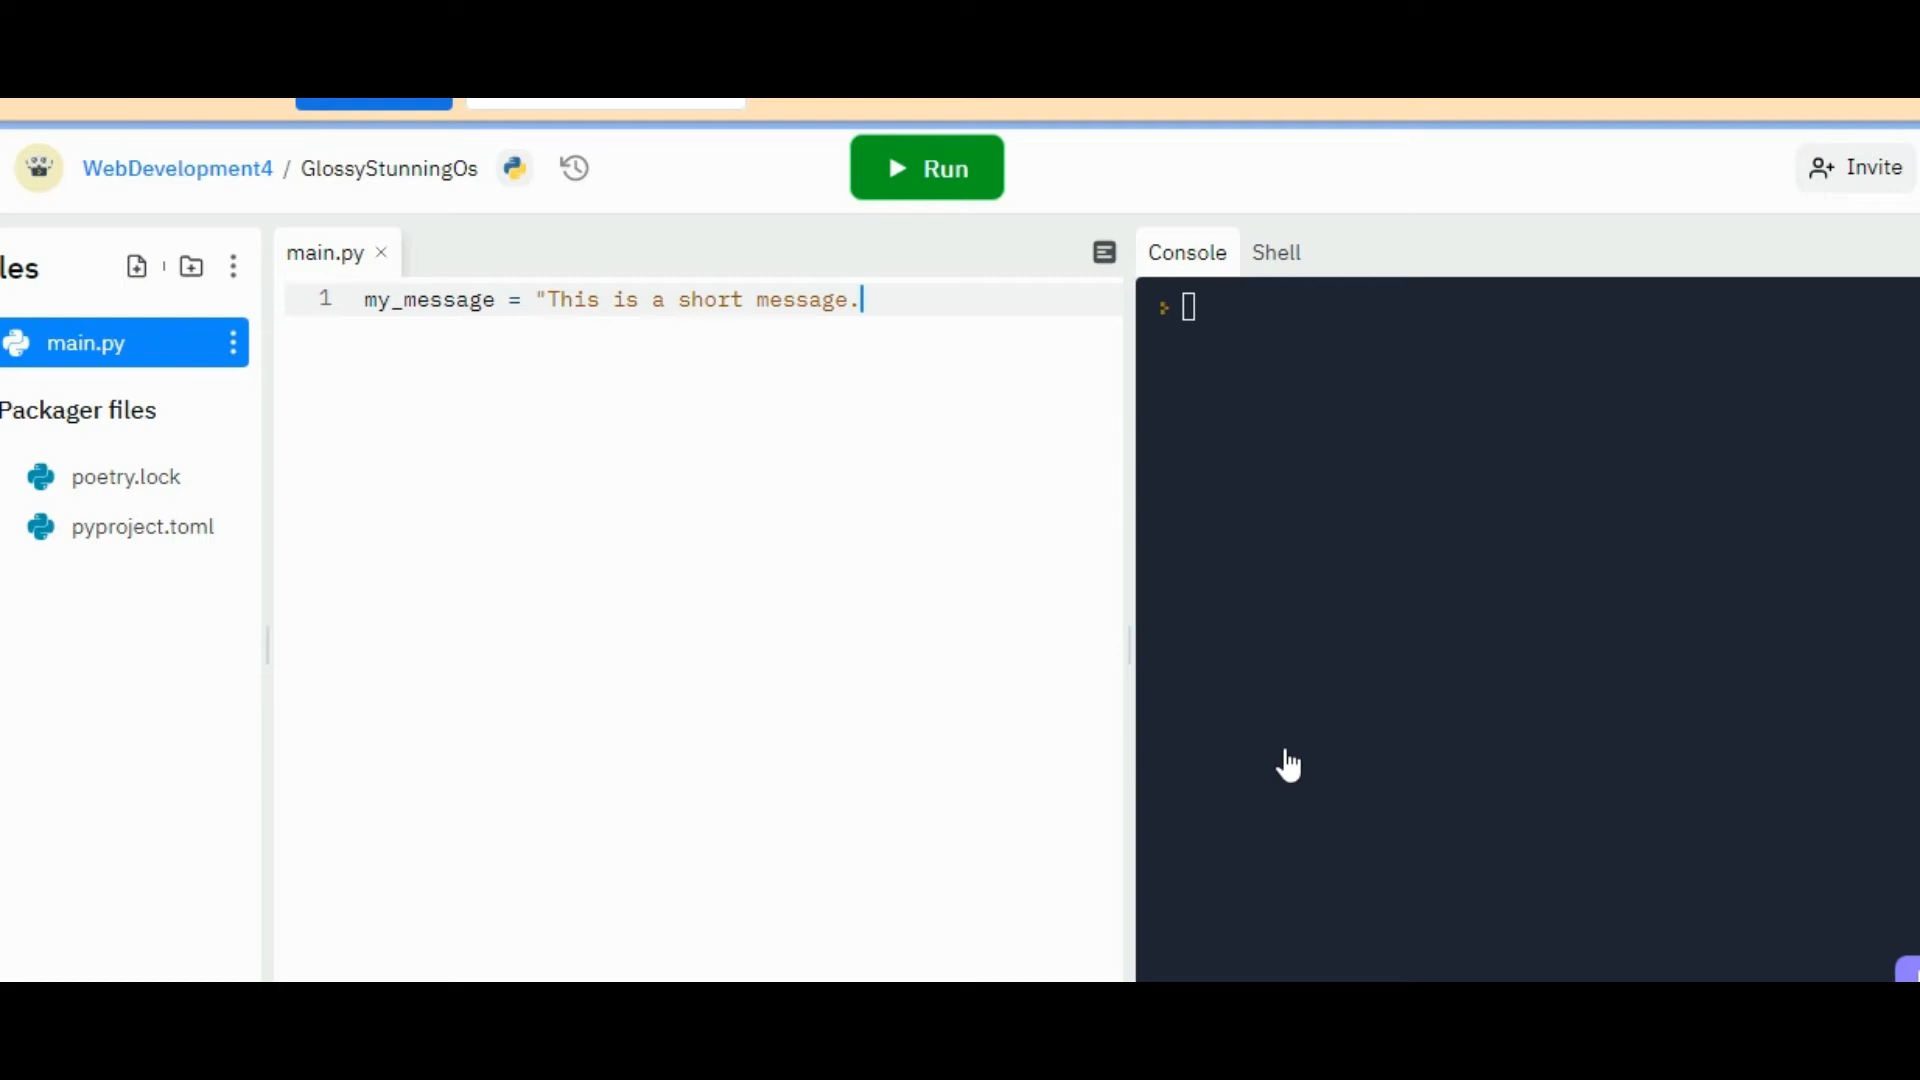 WebDevelopment4 / GlossyStunningOs
Run
Invite
les
main.py
Console
Shell
1 my_message = "This is a short message.
main.py
Packager files
poetry.lock
pyproject.toml